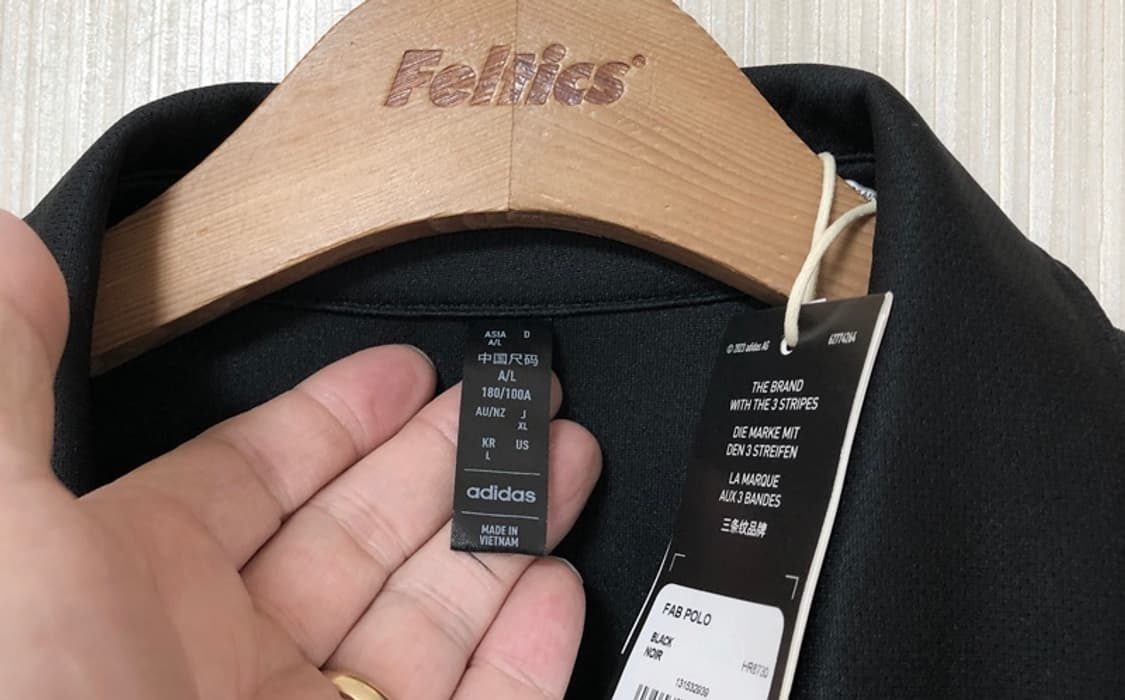 Feltics
ASIA D
A/L
中国尺码
A/L
180/100A
AU/NZ J
XL
KR US
L
adidas
MADE IN
VIETNAM
© 2023 adidas AG 62774264
THE BRAND
WITH THE 3 STRIPES
DIE MARKE MIT
DEN 3 STREIFEN
LA MARQUE
AUX 3 BANDES
三条纹品牌
FAB POLO
BLACK
NOIR
HR8730
131532939